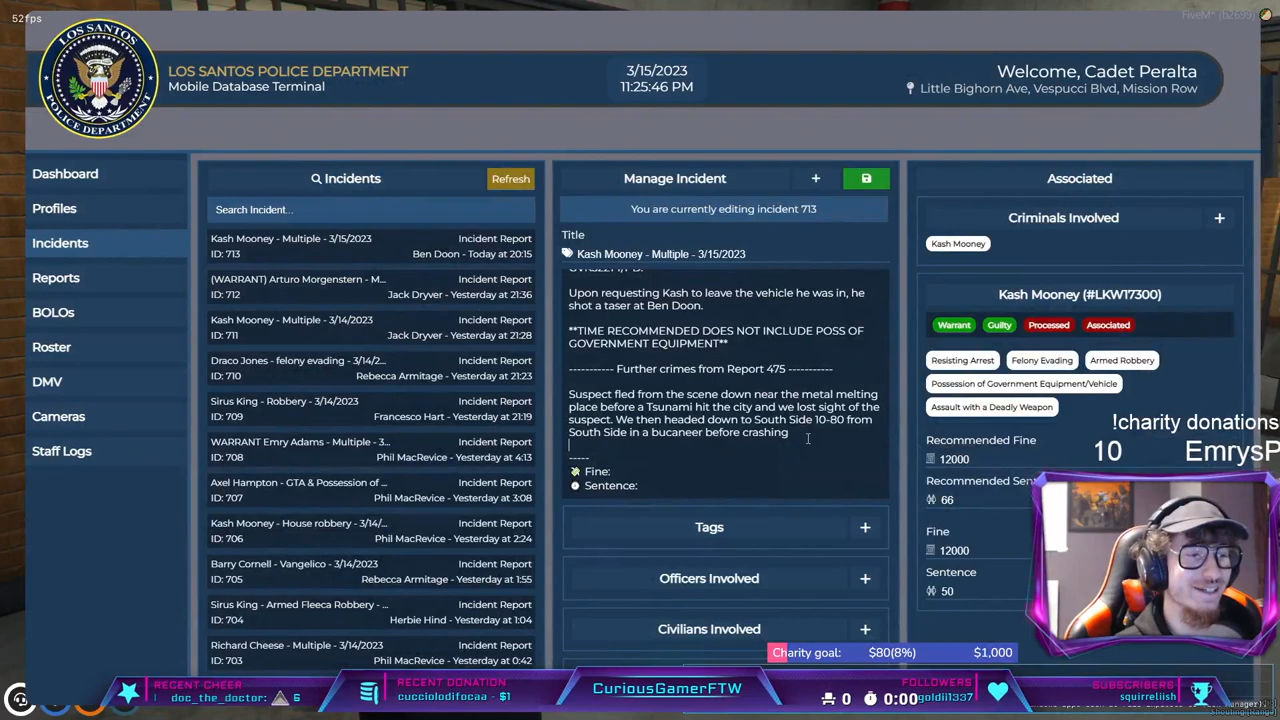 52fps
FiveM® (b2699)
LOS SANTOS
POLICE DEPARTMENT
LOS SANTOS POLICE DEPARTMENT
Mobile Database Terminal
3/15/2023
11:25:46 PM
Welcome, Cadet Peralta
Little Bighorn Ave, Vespucci Blvd, Mission Row
Dashboard
Profiles
Incidents
Reports
BOLOs
Roster
DMV
Cameras
Staff Logs
Incidents
Refresh
Search Incident...
Kash Mooney - Multiple - 3/15/2023 Incident Report
ID: 713 Ben Doon - Today at 20:15
(WARRANT) Arturo Morgenstern - M... Incident Report
ID: 712 Jack Dryver - Yesterday at 21:36
Kash Mooney - Multiple - 3/14/2023 Incident Report
ID: 711 Jack Dryver - Yesterday at 21:28
Draco Jones - felony evading - 3/14/2... Incident Report
ID: 710 Rebecca Armitage - Yesterday at 21:23
Sirus King - Robbery - 3/14/2023 Incident Report
ID: 709 Francesco Hart - Yesterday at 21:19
WARRANT Emry Adams - Multiple - 3... Incident Report
ID: 708 Phil MacRevice - Yesterday at 4:13
Axel Hampton - GTA & Possession of ... Incident Report
ID: 707 Phil MacRevice - Yesterday at 3:08
Kash Mooney - House robbery - 3/14/... Incident Report
ID: 706 Phil MacRevice - Yesterday at 2:24
Barry Cornell - Vangelico - 3/14/2023 Incident Report
ID: 705 Rebecca Armitage - Yesterday at 1:55
Sirus King - Armed Fleeca Robbery - ... Incident Report
ID: 704 Herbie Hind - Yesterday at 1:04
Richard Cheese - Multiple - 3/14/2023 Incident Report
ID: 703 Phil MacRevice - Yesterday at 0:42
Manage Incident
You are currently editing incident 713
Title
Kash Mooney - Multiple - 3/15/2023
Upon requesting Kash to leave the vehicle he was in, he
shot a taser at Ben Doon.
**TIME RECOMMENDED DOES NOT INCLUDE POSS OF
GOVERNMENT EQUIPMENT**
----------- Further crimes from Report 475 -----------
Suspect fled from the scene down near the metal melting
place before a Tsunami hit the city and we lost sight of the
suspect. We then headed down to South Side 10-80 from
South Side in a bucaneer before crashing
-----
Fine:
Sentence:
Tags
Officers Involved
Civilians Involved
Associated
Criminals Involved
Kash Mooney
Kash Mooney (#LKW17300)
Warrant Guilty Processed Associated
Resisting Arrest Felony Evading Armed Robbery
Possession of Government Equipment/Vehicle
Assault with a Deadly Weapon
Recommended Fine
12000
Recommended Sen
66
Fine
12000
Sentence
50
!charity donations
10 EmrysP
Charity goal: $80(8%) $1,000
RECENT CHEER
doc_the_doctor: 6
RECENT DONATION
cucciolodifocaa - $1
CuriousGamerFTW
0 0:00
FOLLOWERS
goldii1337
SUBSCRIBERS
squirrelish